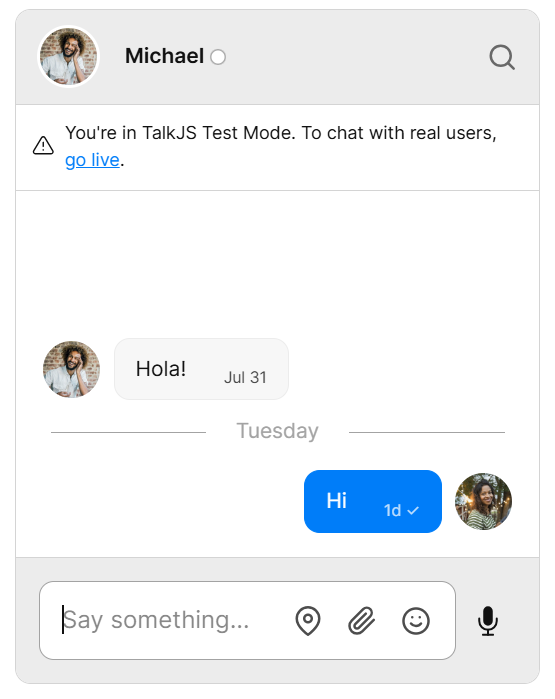 Michael
You're in TalkJS Test Mode. To chat with real users,
go live.
Hola!
Jul 31
Tuesday
Hi
1d ✓
Say something...